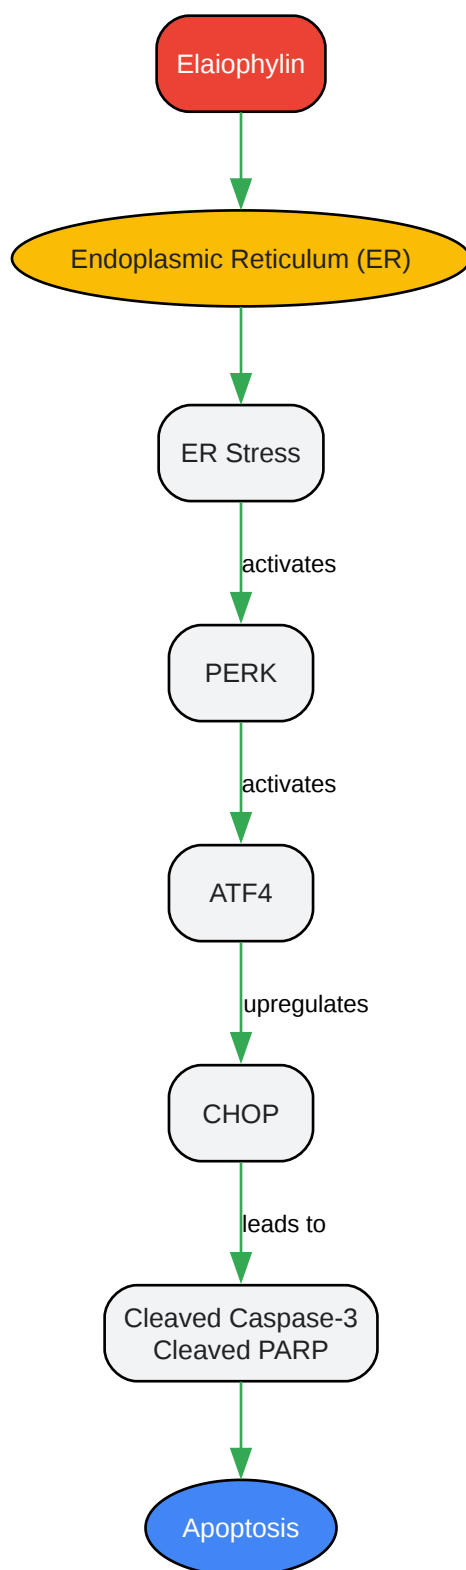 Elaiophylin
Endoplasmic Reticulum (ER)
ER Stress
activates
PERK
activates
ATF4
upregulates
CHOP
leads to
Cleaved Caspase-3
Cleaved PARP
Apoptosis